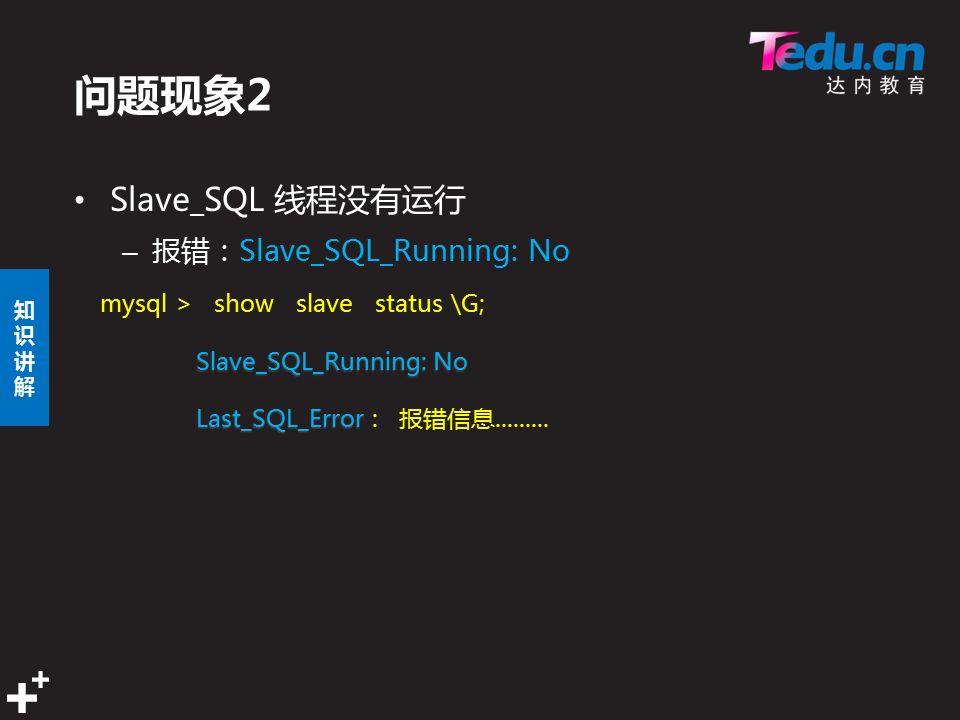 Tedu.cn
达内教育
问题现象2
• Slave_SQL 线程没有运行
– 报错：Slave_SQL_Running: No
mysql > show slave status \G;
Slave_SQL_Running: No
Last_SQL_Error： 报错信息.........
知识讲解